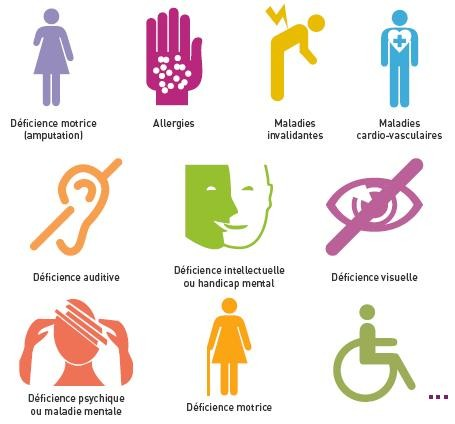 Déficience motrice
(amputation)
Allergies
Maladies
invalidantes
Maladies
cardio-vasculaires
Déficience auditive
Déficience intellectuelle
ou handicap mental
Déficience visuelle
Déficience psychique
ou maladie mentale
Déficience motrice
...